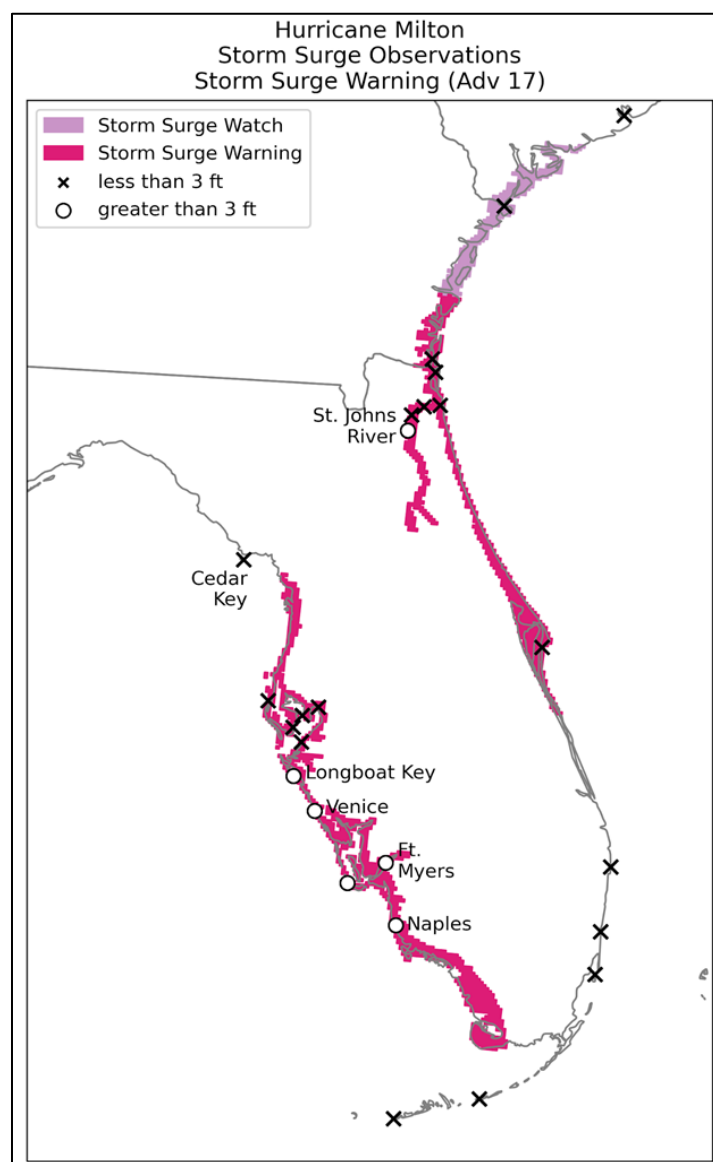 Hurricane Milton
Storm Surge Observations
Storm Surge Warning (Adv 17)
Storm Surge Watch
Storm Surge Warning
less than 3 ft
greater than 3 ft
St. Johns
River
Cedar
Key
Longboat Key
Venice
Ft.
Myers
Naples